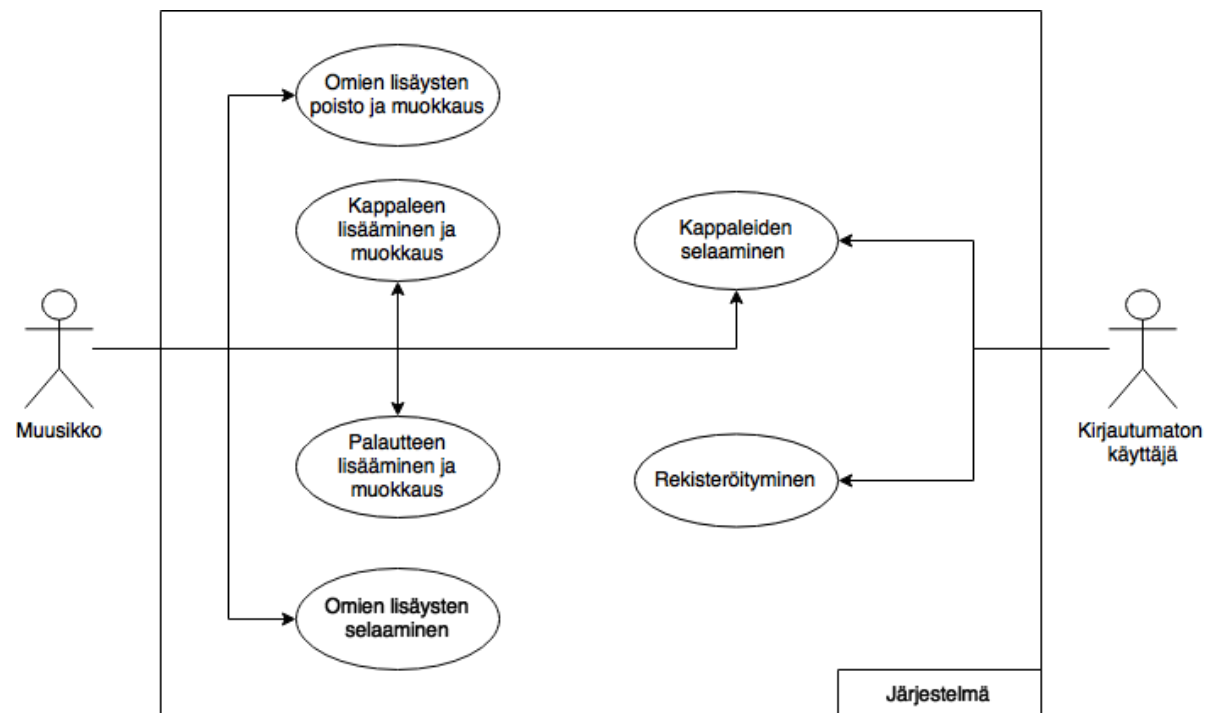 Omien lisäysten
poisto ja muokkaus
Kappaleen
lisääminen ja
muokkaus
Kappaleiden
selaaminen
Muusikko
Palautteen
lisääminen ja
muokkaus
Rekisteröityminen
Kirjautumaton
käyttäjä
Omien lisäysten
selaaminen
Järjestelmä